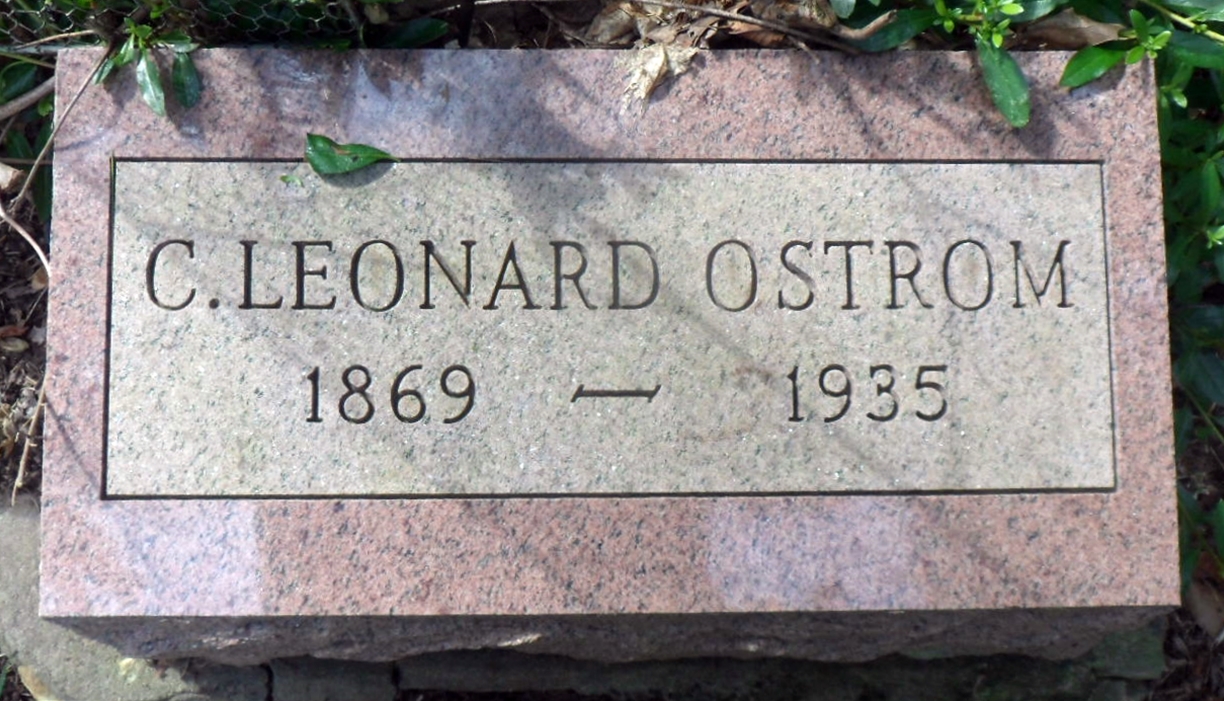 C. LEONARD OSTROM
1869 — 1935